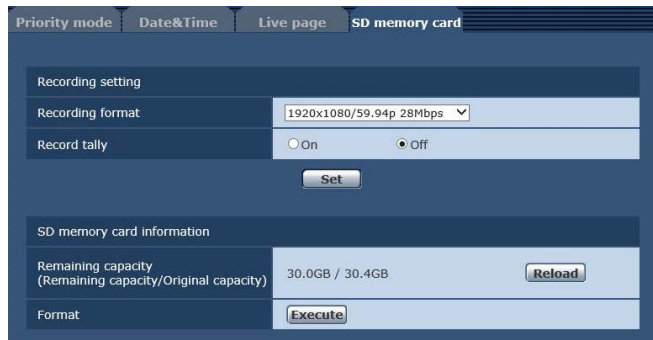 Priority mode Date&Time Live page SD memory card
Recording setting
Recording format 1920x1080/59.94p 28Mbps
Record tally On Off
Set
SD memory card information
Remaining capacity
(Remaining capacity/Original capacity) 30.0GB / 30.4GB Reload
Format Execute